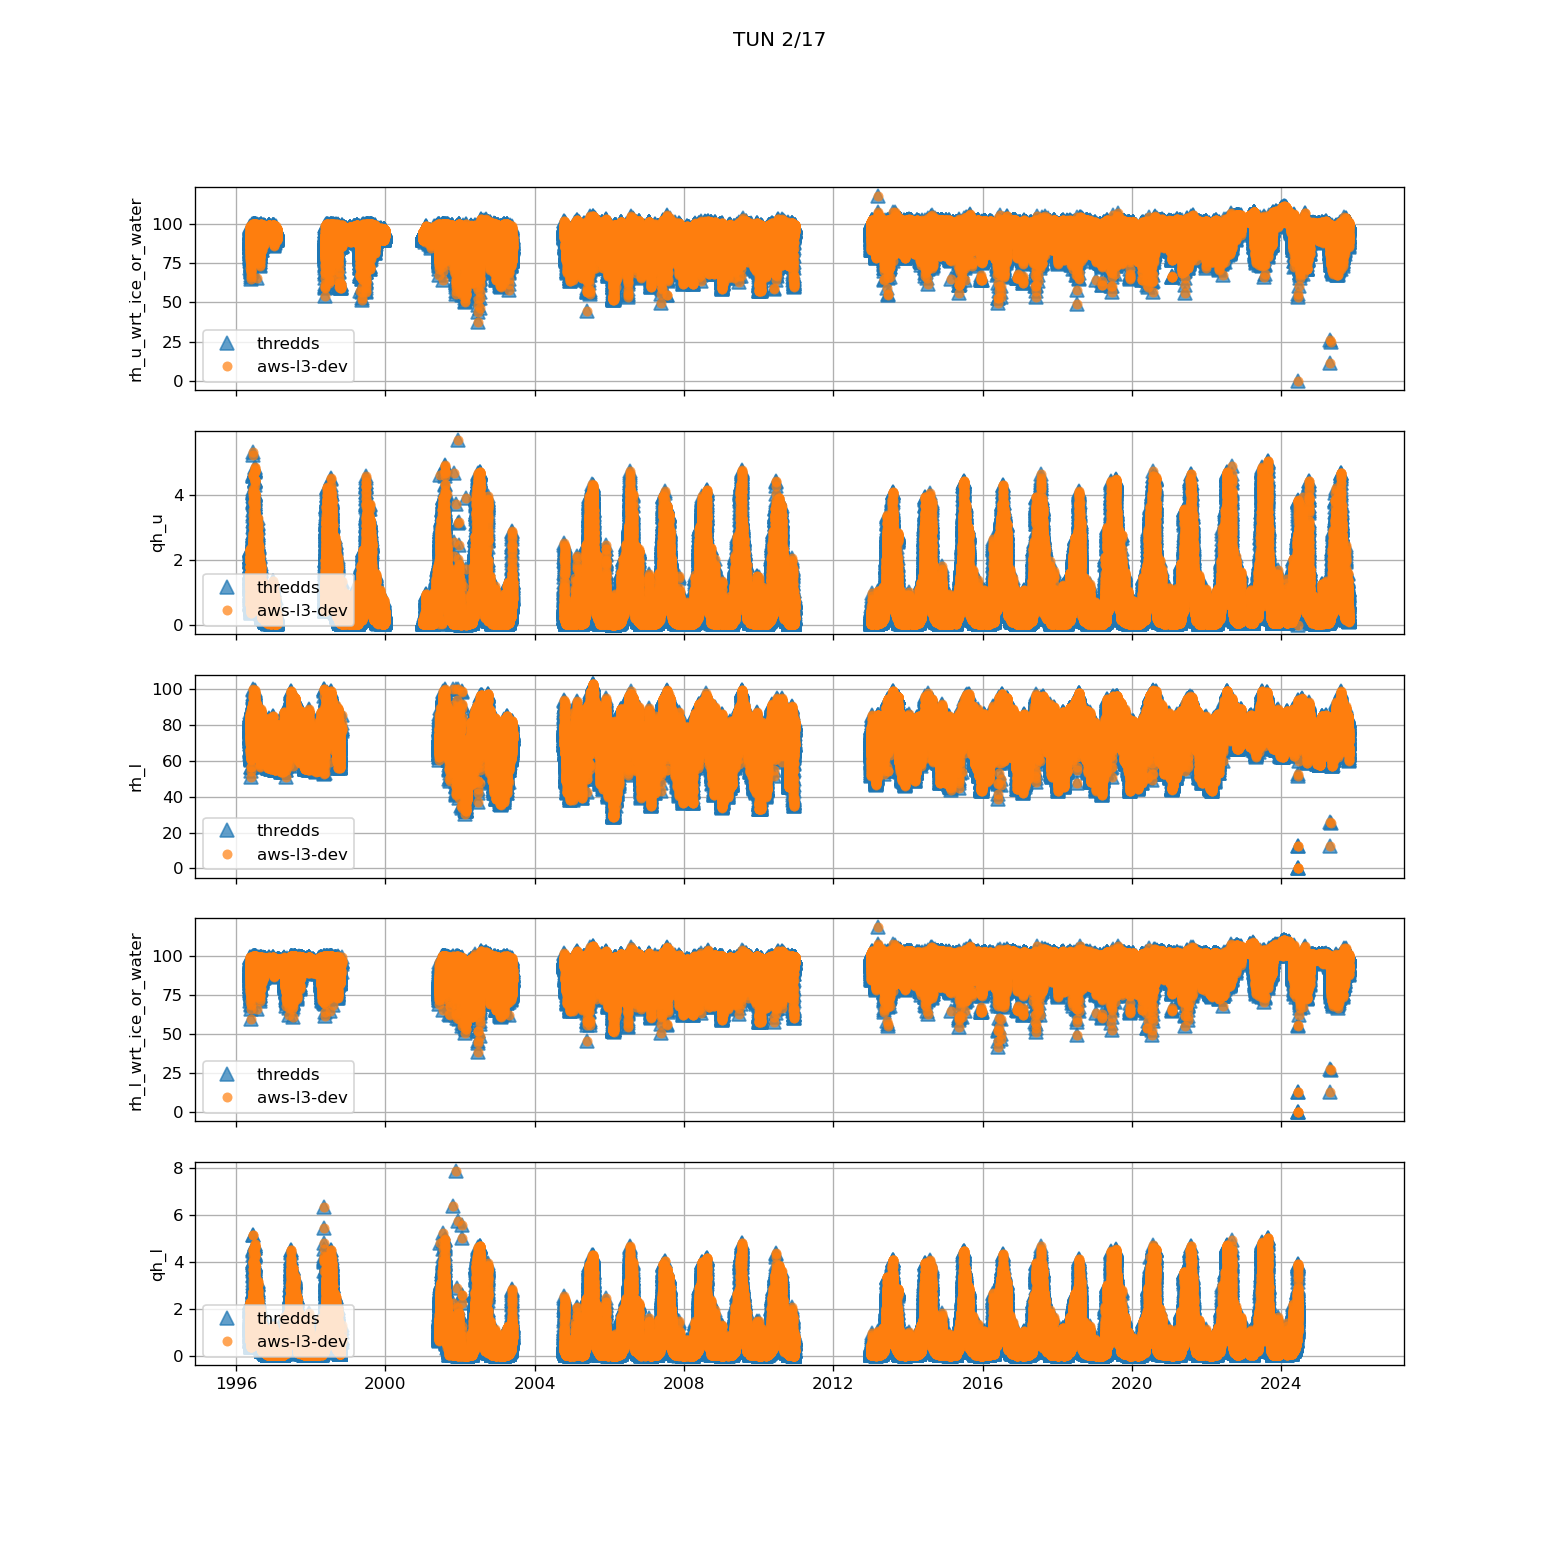 TUN 2/17
rh_u_wrt_ice_or_water
100
75
50
25
0
thredds
aws-l3-dev
qh_u
4
2
0
thredds
aws-l3-dev
rh_l
100
80
60
40
20
0
thredds
aws-l3-dev
rh_l_wrt_ice_or_water
100
75
50
25
0
thredds
aws-l3-dev
qh_l
8
6
4
2
0
thredds
aws-l3-dev
1996 2000 2004 2008 2012 2016 2020 2024